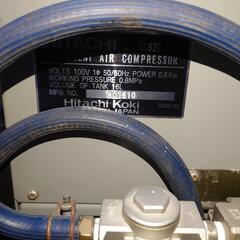 HITACHI
AIR COMPRESSOR
VOLTS 100V 1Φ 50/60Hz POWER 0.6Kw
WORKING PRESSURE 0.8MPa
VOLUME OF TANK 16L
MFG. NO.
Hitachi Koki
JAPAN